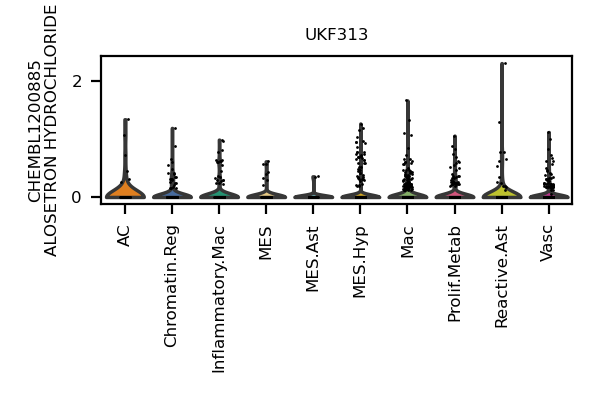 UKF313
CHEMBL1200885
ALOSETRON HYDROCHLORIDE
2
0
AC
Chromatin.Reg
Inflammatory.Mac
MES
MES.Ast
MES.Hyp
Mac
Prolif.Metab
Reactive.Ast
Vasc